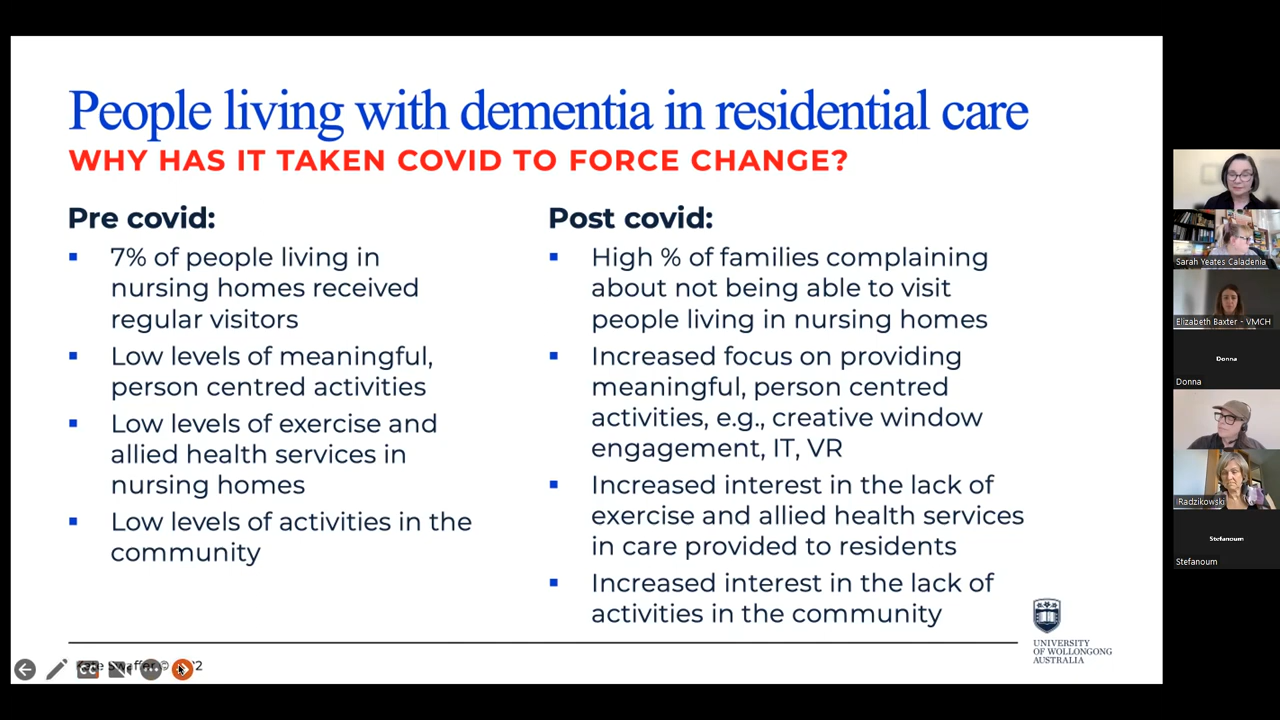 People living with dementia in residential care
WHY HAS IT TAKEN COVID TO FORCE CHANGE?
Pre covid:
▪ 7% of people living in
nursing homes received
regular visitors
▪ Low levels of meaningful,
person centred activities
▪ Low levels of exercise and
allied health services in
nursing homes
▪ Low levels of activities in the
community
Post covid:
▪ High % of families complaining
about not being able to visit
people living in nursing homes
▪ Increased focus on providing
meaningful, person centred
activities, e.g., creative window
engagement, IT, VR
▪ Increased interest in the lack of
exercise and allied health services
in care provided to residents
▪ Increased interest in the lack of
activities in the community
UNIVERSITY
OF WOLLONGONG
AUSTRALIA
CC
Sarah Yeates Caladenia
Elizabeth Baxter - VMCH
Donna
Donna
Radzikowski
Stefanoum
Stefanoum